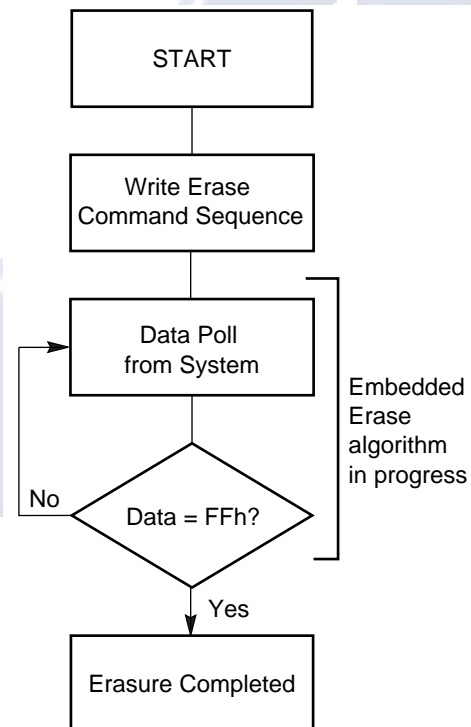 START
Write Erase
Command Sequence
Data Poll
from System
Embedded
Erase
algorithm
in progress
No
Data = FFh?
Yes
Erasure Completed